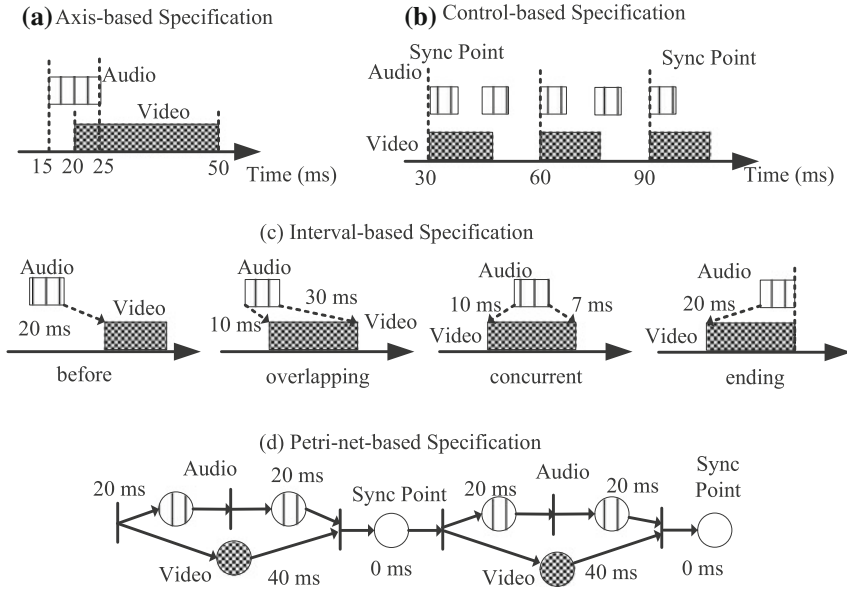 (a) Axis-based Specification
Audio
Video
15 20 25 50 Time (ms)
(b) Control-based Specification
Sync Point Sync Point
Audio
Video
30 60 90 Time (ms)
(c) Interval-based Specification
Audio
Video
20 ms
before
Audio
30 ms
10 ms
Video
overlapping
Audio
10 ms 7 ms
Video
concurrent
Audio
20 ms
Video
ending
(d) Petri-net-based Specification
20 ms Audio 20 ms
Sync Point
Video 40 ms 0 ms
20 ms Audio 20 ms
Sync
Point
Video 40 ms 0 ms